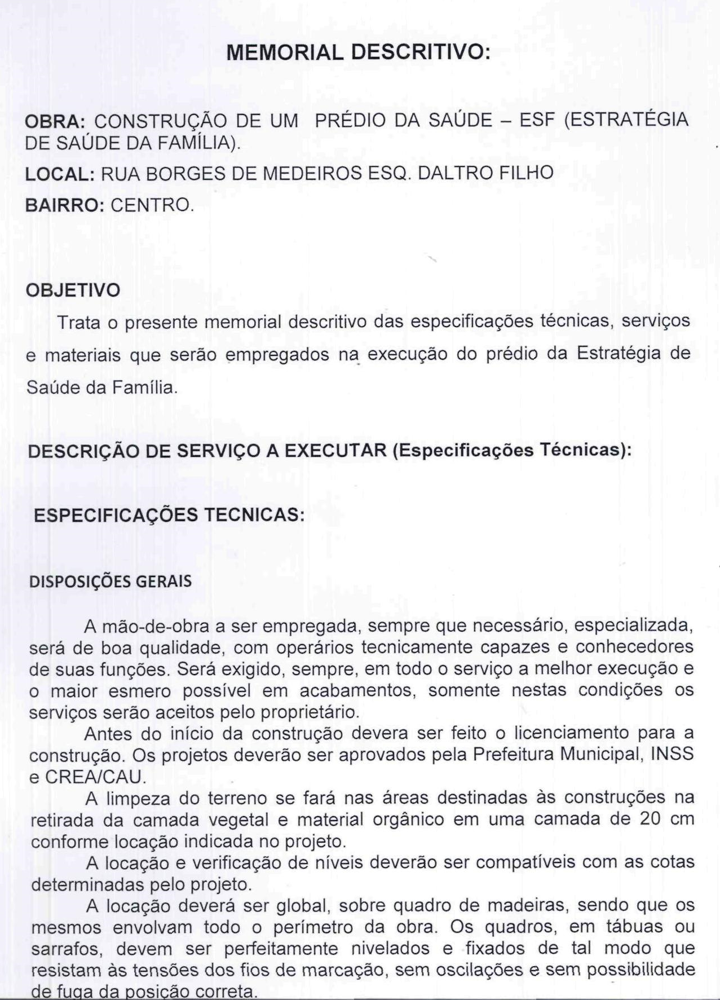 MEMORIAL DESCRITIVO:
OBRA: CONSTRUÇÃO DE UM PRÉDIO DA SAÚDE – ESF (ESTRATÉGIA
DE SAÚDE DA FAMÍLIA).
LOCAL: RUA BORGES DE MEDEIROS ESQ. DALTRO FILHO
BAIRRO: CENTRO.
OBJETIVO
Trata o presente memorial descritivo das especificações técnicas, serviços
e materiais que serão empregados na execução do prédio da Estratégia de
Saúde da Família.
DESCRIÇÃO DE SERVIÇO A EXECUTAR (Especificações Técnicas):
ESPECIFICAÇÕES TECNICAS:
DISPOSIÇÕES GERAIS
A mão-de-obra a ser empregada, sempre que necessário, especializada,
será de boa qualidade, com operários tecnicamente capazes e conhecedores
de suas funções. Será exigido, sempre, em todo o serviço a melhor execução e
o maior esmero possível em acabamentos, somente nestas condições os
serviços serão aceitos pelo proprietário.
Antes do início da construção devera ser feito o licenciamento para a
construção. Os projetos deverão ser aprovados pela Prefeitura Municipal, INSS
e CREA/CAU.
A limpeza do terreno se fará nas áreas destinadas às construções na
retirada da camada vegetal e material orgânico em uma camada de 20 cm
conforme locação indicada no projeto.
A locação e verificação de níveis deverão ser compatíveis com as cotas
determinadas pelo projeto.
A locação deverá ser global, sobre quadro de madeiras, sendo que os
mesmos envolvam todo o perímetro da obra. Os quadros, em tábuas ou
sarrafos, devem ser perfeitamente nivelados e fixados de tal modo que
resistam às tensões dos fios de marcação, sem oscilações e sem possibilidade
de fuga da posição correta.